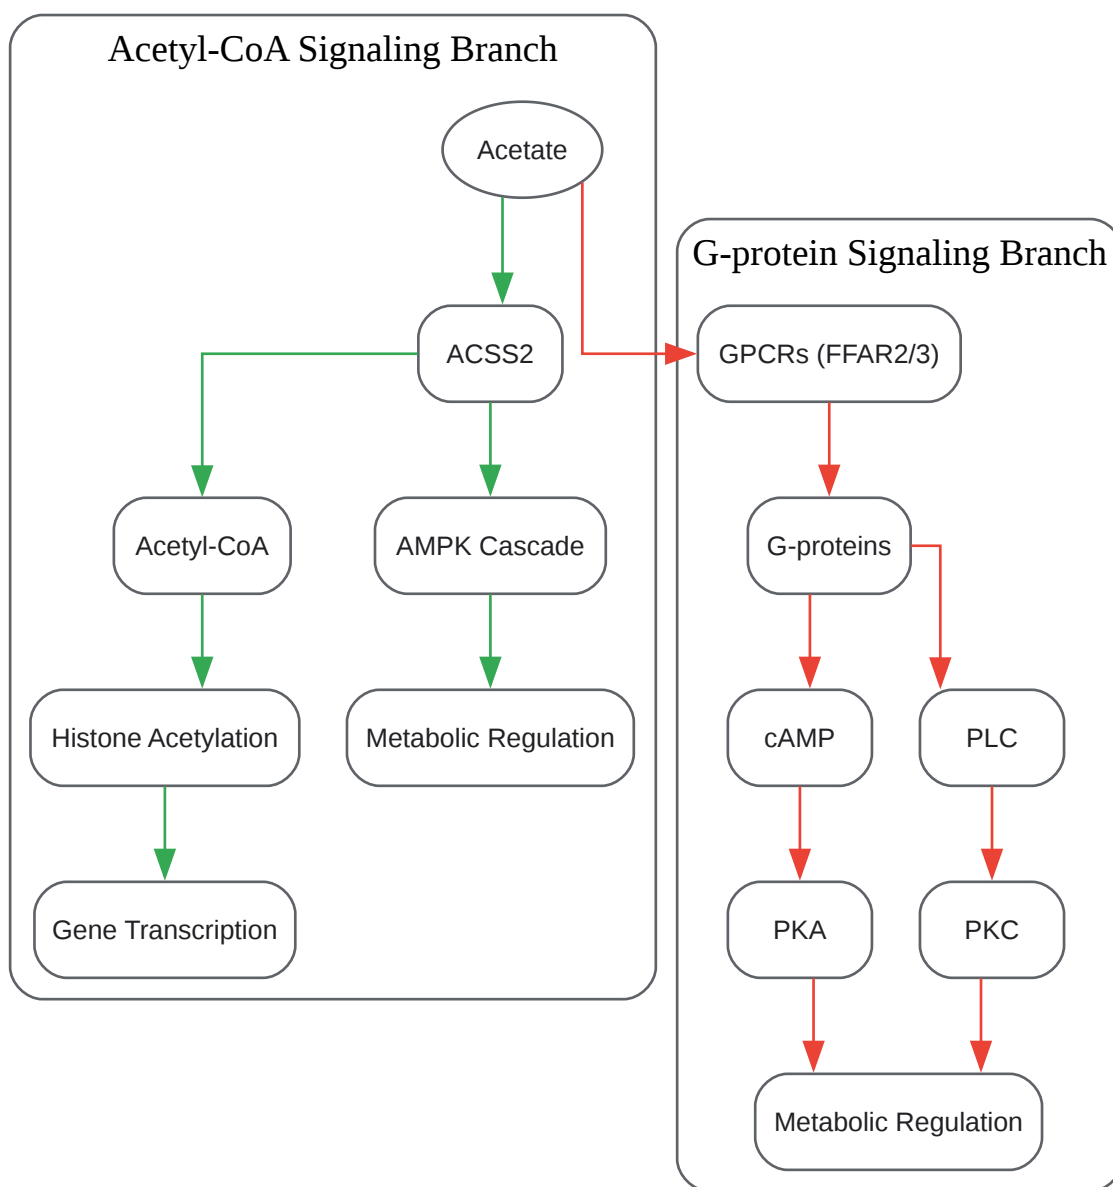 Acetyl-CoA Signaling Branch
Acetate
G-protein Signaling Branch
ACSS2
GPCRs (FFAR2/3)
Acetyl-CoA
AMPK Cascade
G-proteins
Histone Acetylation
Metabolic Regulation
cAMP
PLC
Gene Transcription
PKA
PKC
Metabolic Regulation